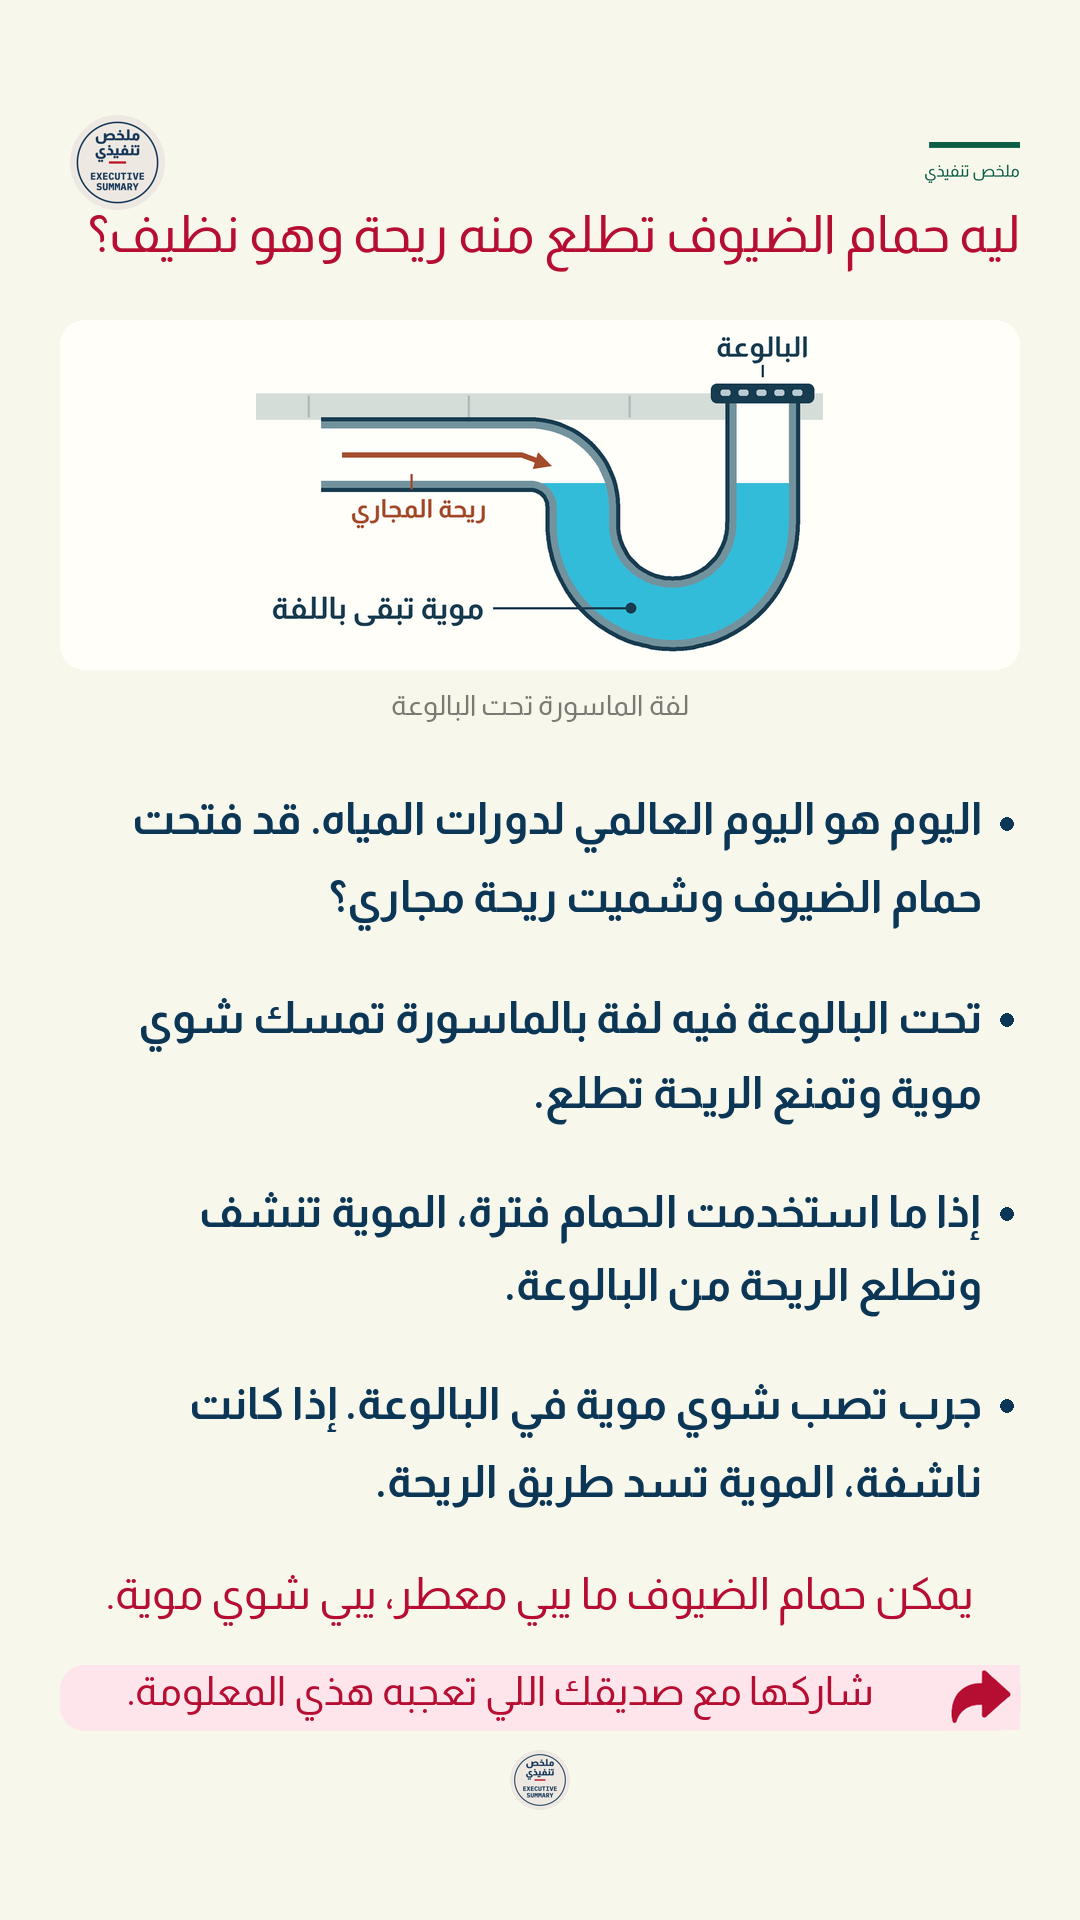 ملخص
تنفيذي
EXECUTIVE
SUMMARY
ملخص تنفيذي
ليه حمام الضيوف تطلع منه ريحة وهو نظيف؟
البالوعة
ريحة المجاري
موية تبقى باللفة
لفة الماسورة تحت البالوعة
• اليوم هو اليوم العالمي لدورات المياه. قد فتحت
حمام الضيوف وشميت ريحة مجاري؟
• تحت البالوعة فيه لفة بالماسورة تمسك شوي
موية وتمنع الريحة تطلع.
• إذا ما استخدمت الحمام فترة، الموية تنشف
وتطلع الريحة من البالوعة.
• جرب تصب شوي موية في البالوعة. إذا كانت
ناشفة، الموية تسد طريق الريحة.
يمكن حمام الضيوف ما يبي معطر، يبي شوي موية.
شاركها مع صديقك اللي تعجبه هذي المعلومة.
ملخص
تنفيذي
EXECUTIVE
SUMMARY